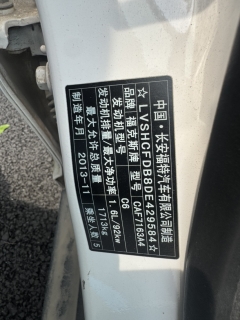 中国·长安福特汽车有限公司制造
☆LVSHCFDB8DE429584☆
品牌 福克斯牌 型号 CAF7163A4
发动机型号 C6
发动机排量/最大净功率 1.6L/92kw
最大允许总质量 1713kg
制造年月 2013-11 乘坐人数 5